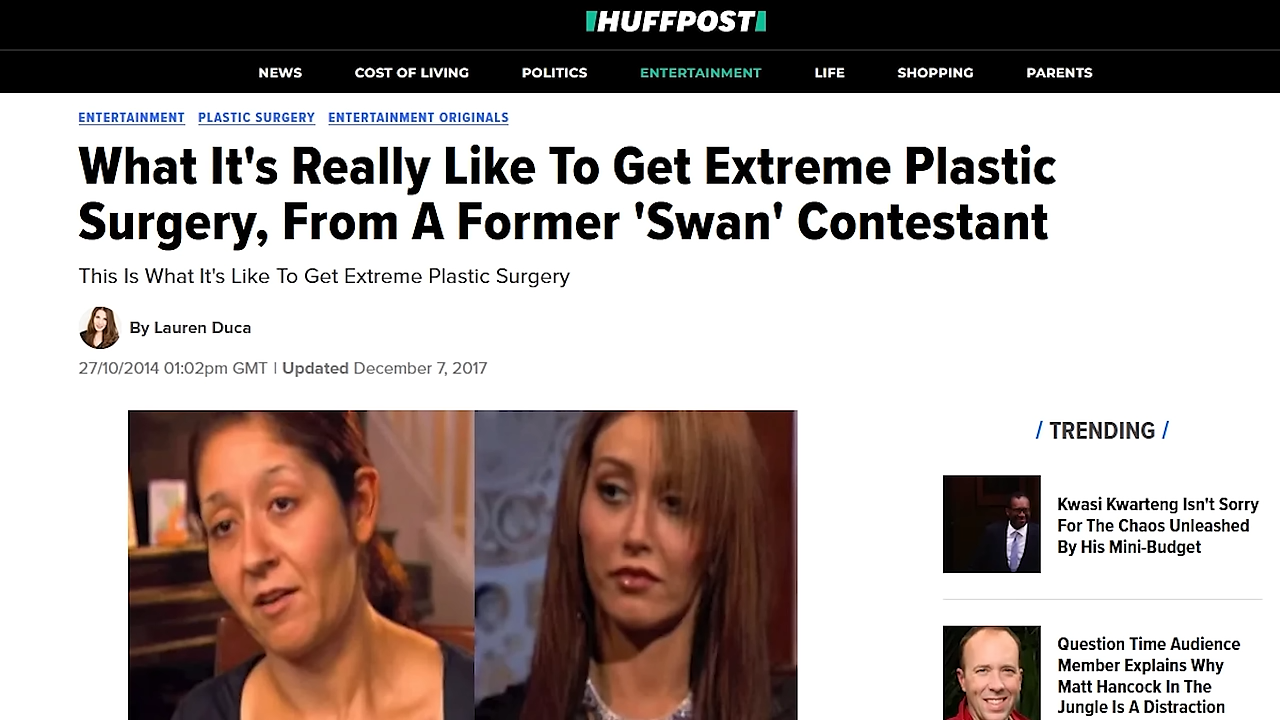 HUFFPOST
NEWS COST OF LIVING POLITICS ENTERTAINMENT LIFE SHOPPING PARENTS
ENTERTAINMENT PLASTIC SURGERY ENTERTAINMENT ORIGINALS
What It's Really Like To Get Extreme Plastic
Surgery, From A Former 'Swan' Contestant
This Is What It's Like To Get Extreme Plastic Surgery
By Lauren Duca
27/10/2014 01:02pm GMT | Updated December 7, 2017
/ TRENDING /
Kwasi Kwarteng Isn't Sorry
For The Chaos Unleashed
By His Mini-Budget
Question Time Audience
Member Explains Why
Matt Hancock In The
Jungle Is A Distraction